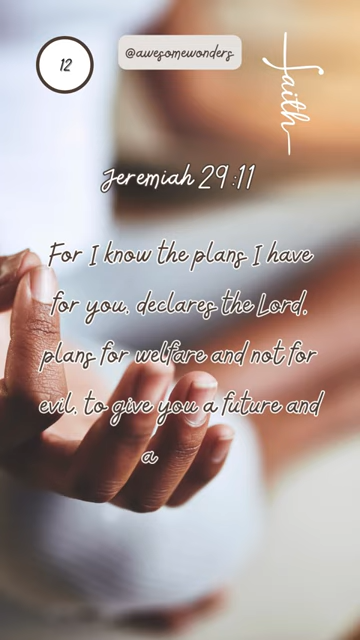 12
@awesomewonders
faith
Jeremiah 29:11
For I know the plans I have
for you, declares the Lord,
plans for welfare and not for
evil, to give you a future and
a